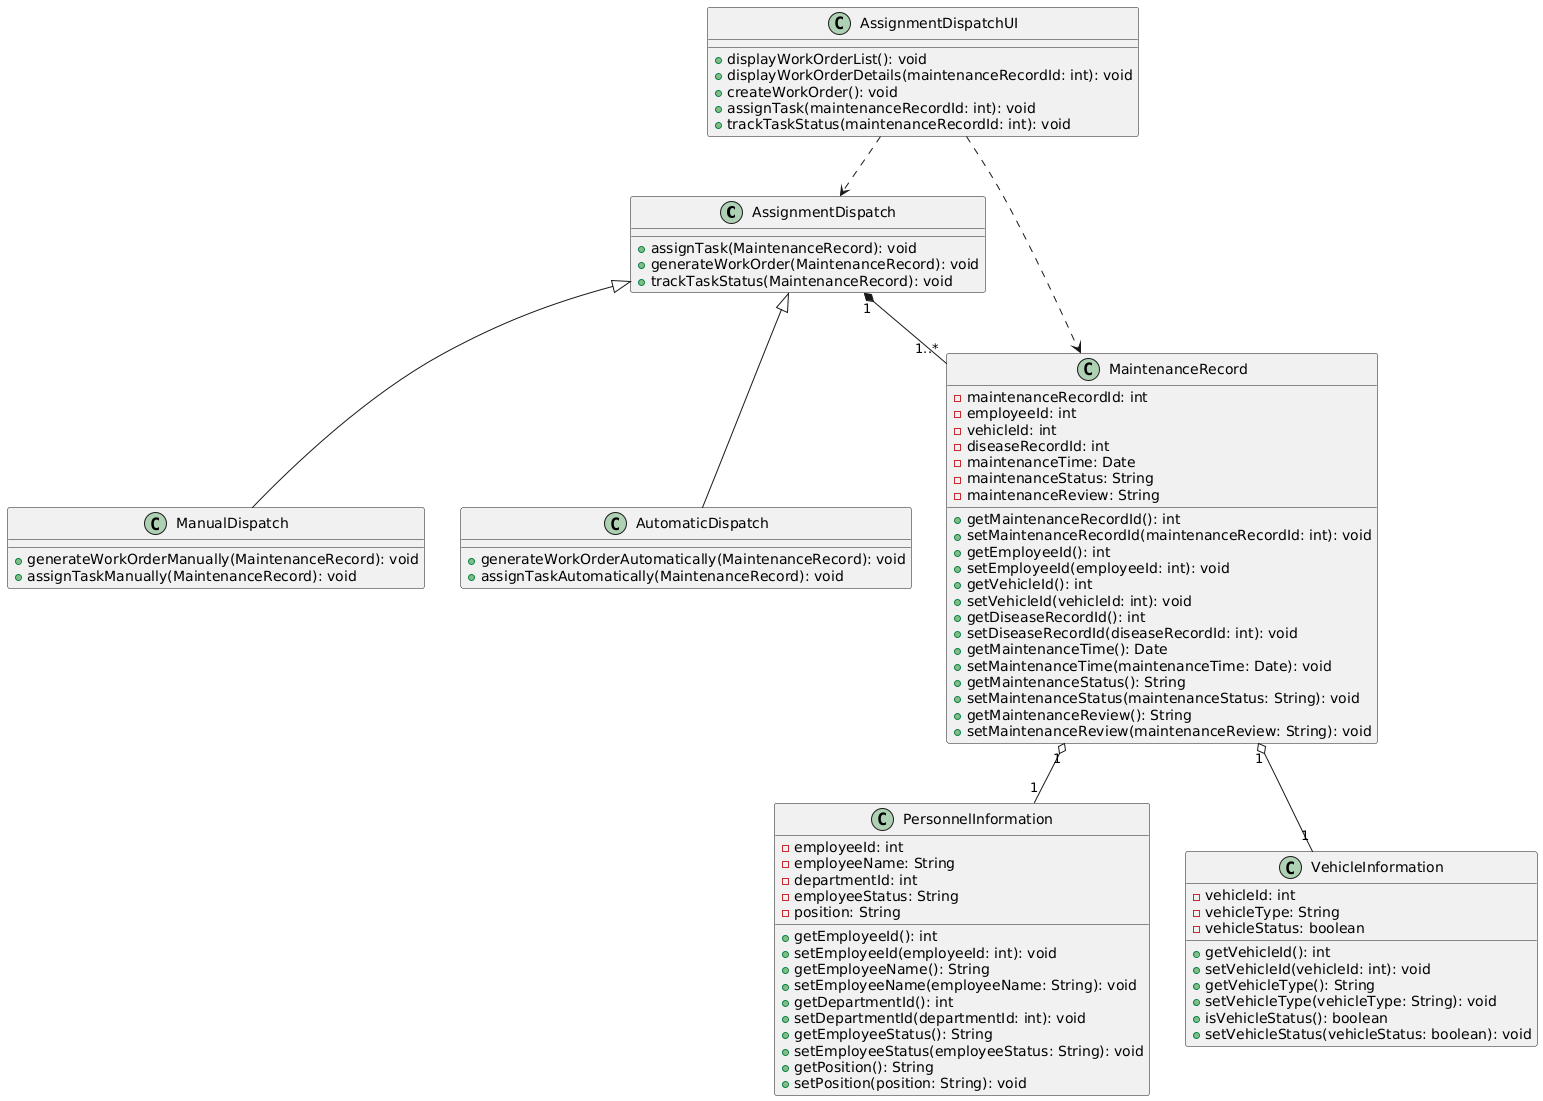 C AssignmentDispatchUI
displayWorkOrderList(): void
displayWorkOrderDetails(maintenanceRecordId: int): void
createWorkOrder(): void
assignTask(maintenanceRecordId: int): void
trackTaskStatus(maintenanceRecordId: int): void
C AssignmentDispatch
assignTask(MaintenanceRecord): void
generateWorkOrder(MaintenanceRecord): void
trackTaskStatus(MaintenanceRecord): void
1
1..*
C MaintenanceRecord
maintenanceRecordId: int
employeeId: int
vehicleId: int
diseaseRecordId: int
maintenanceTime: Date
maintenanceStatus: String
maintenanceReview: String
getMaintenanceRecordId(): int
setMaintenanceRecordId(maintenanceRecordId: int): void
getEmployeeId(): int
setEmployeeId(employeeId: int): void
getVehicleId(): int
setVehicleId(vehicleId: int): void
getDiseaseRecordId(): int
setDiseaseRecordId(diseaseRecordId: int): void
getMaintenanceTime(): Date
setMaintenanceTime(maintenanceTime: Date): void
getMaintenanceStatus(): String
setMaintenanceStatus(maintenanceStatus: String): void
getMaintenanceReview(): String
setMaintenanceReview(maintenanceReview: String): void
C ManualDispatch
generateWorkOrderManually(MaintenanceRecord): void
assignTaskManually(MaintenanceRecord): void
C AutomaticDispatch
generateWorkOrderAutomatically(MaintenanceRecord): void
assignTaskAutomatically(MaintenanceRecord): void
1
1
1
1
C PersonnelInformation
employeeId: int
employeeName: String
departmentId: int
employeeStatus: String
position: String
getEmployeeId(): int
setEmployeeId(employeeId: int): void
getEmployeeName(): String
setEmployeeName(employeeName: String): void
getDepartmentId(): int
setDepartmentId(departmentId: int): void
getEmployeeStatus(): String
setEmployeeStatus(employeeStatus: String): void
getPosition(): String
setPosition(position: String): void
C VehicleInformation
vehicleId: int
vehicleType: String
vehicleStatus: boolean
getVehicleId(): int
setVehicleId(vehicleId: int): void
getVehicleType(): String
setVehicleType(vehicleType: String): void
isVehicleStatus(): boolean
setVehicleStatus(vehicleStatus: boolean): void